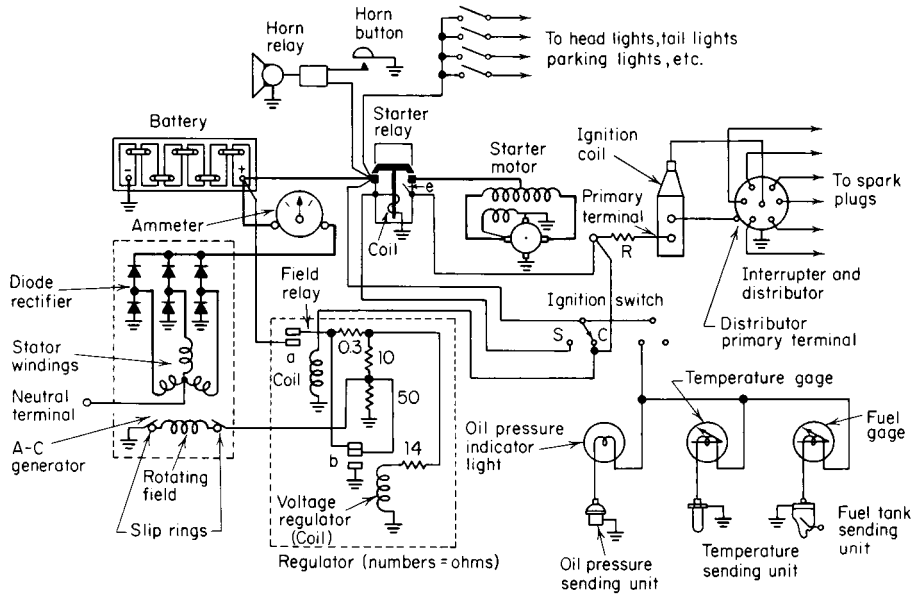 Horn
relay
Horn
button
To head lights, tail lights
parking lights, etc.
Battery
-
+
Starter
relay
e
Coil
Starter
motor
Ignition
coil
Primary
terminal
R
To spark
plugs
Interrupter and
distributor
Distributor
primary terminal
Ammeter
Diode
rectifier
Stator
windings
Neutral
terminal
A-C
generator
Rotating
field
Slip rings
Field
relay
a
Coil
0.3
10
50
14
b
Voltage
regulator
(Coil)
Regulator (numbers = ohms)
Ignition switch
S
C
Oil pressure
indicator
light
Temperature gage
Fuel
gage
Oil pressure
sending unit
Temperature
sending unit
Fuel tank
sending
unit